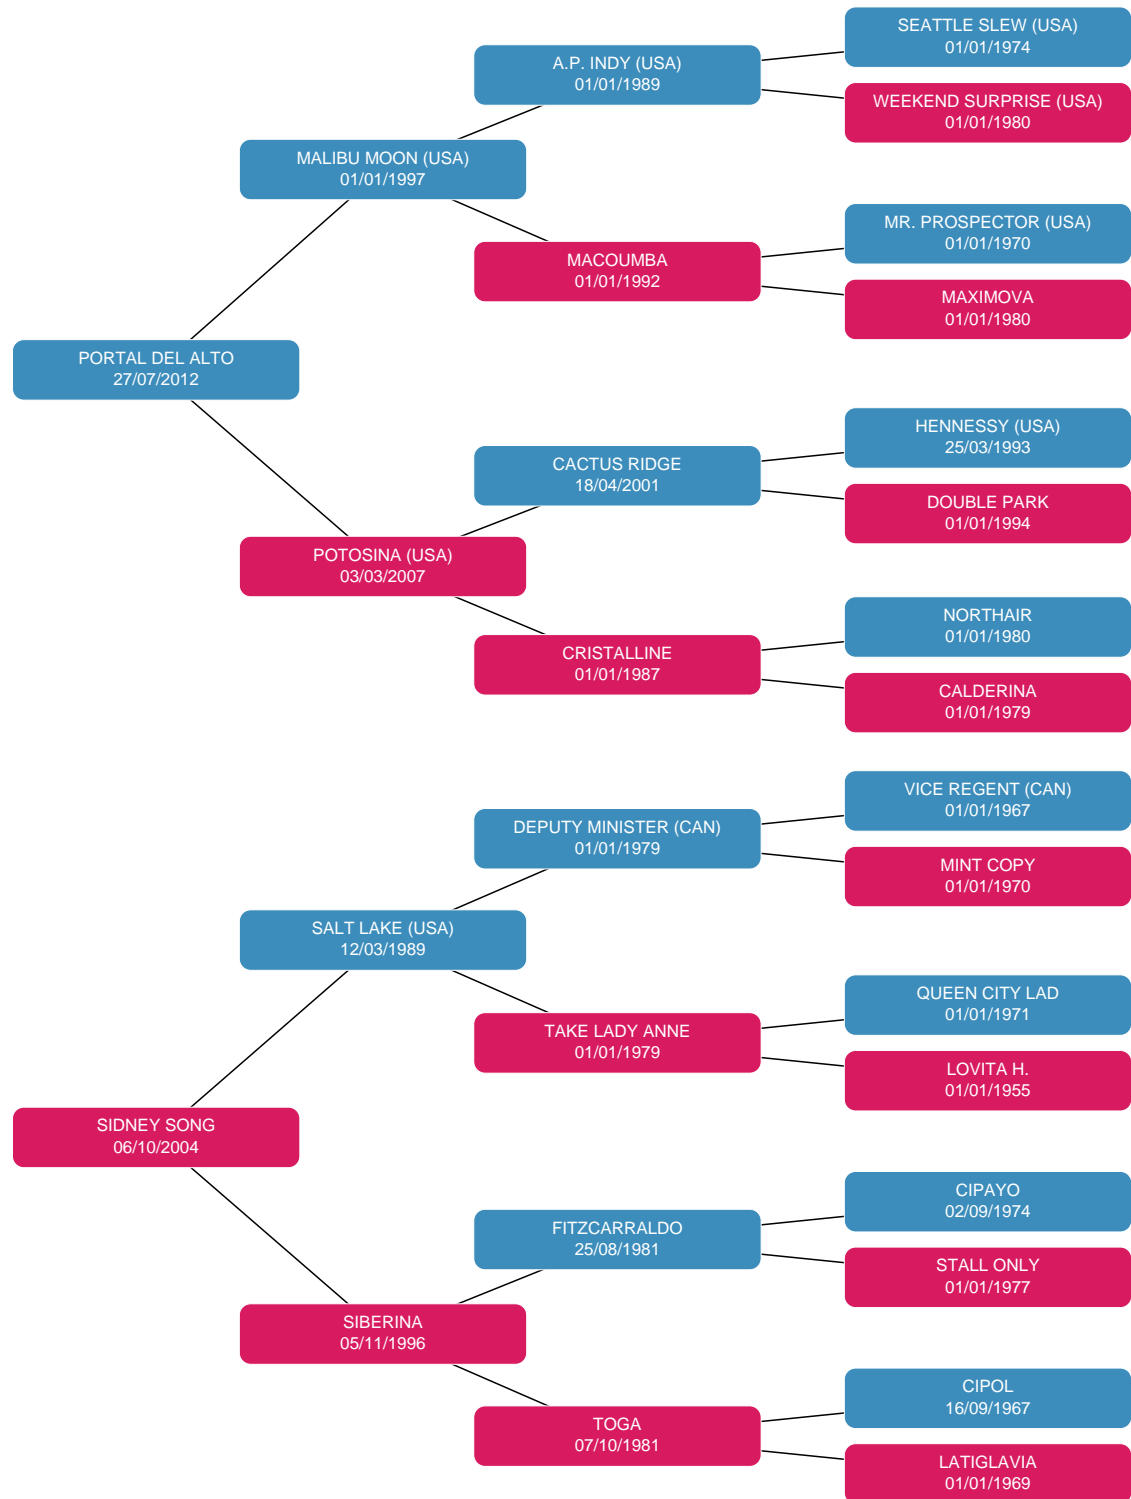 SEATTLE SLEW (USA)
01/01/1974
A.P. INDY (USA)
01/01/1989
WEEKEND SURPRISE (USA)
01/01/1980
MALIBU MOON (USA)
01/01/1997
MR. PROSPECTOR (USA)
01/01/1970
MACOUMBA
01/01/1992
MAXIMOVA
01/01/1980
PORTAL DEL ALTO
27/07/2012
HENNESSY (USA)
25/03/1993
CACTUS RIDGE
18/04/2001
DOUBLE PARK
01/01/1994
POTOSINA (USA)
03/03/2007
NORTHAIR
01/01/1980
CRISTALLINE
01/01/1987
CALDERINA
01/01/1979
VICE REGENT (CAN)
01/01/1967
DEPUTY MINISTER (CAN)
01/01/1979
MINT COPY
01/01/1970
SALT LAKE (USA)
12/03/1989
QUEEN CITY LAD
01/01/1971
TAKE LADY ANNE
01/01/1979
LOVITA H.
01/01/1955
SIDNEY SONG
06/10/2004
CIPAYO
02/09/1974
FITZCARRALDO
25/08/1981
STALL ONLY
01/01/1977
SIBERINA
05/11/1996
CIPOL
16/09/1967
TOGA
07/10/1981
LATIGLAVIA
01/01/1969